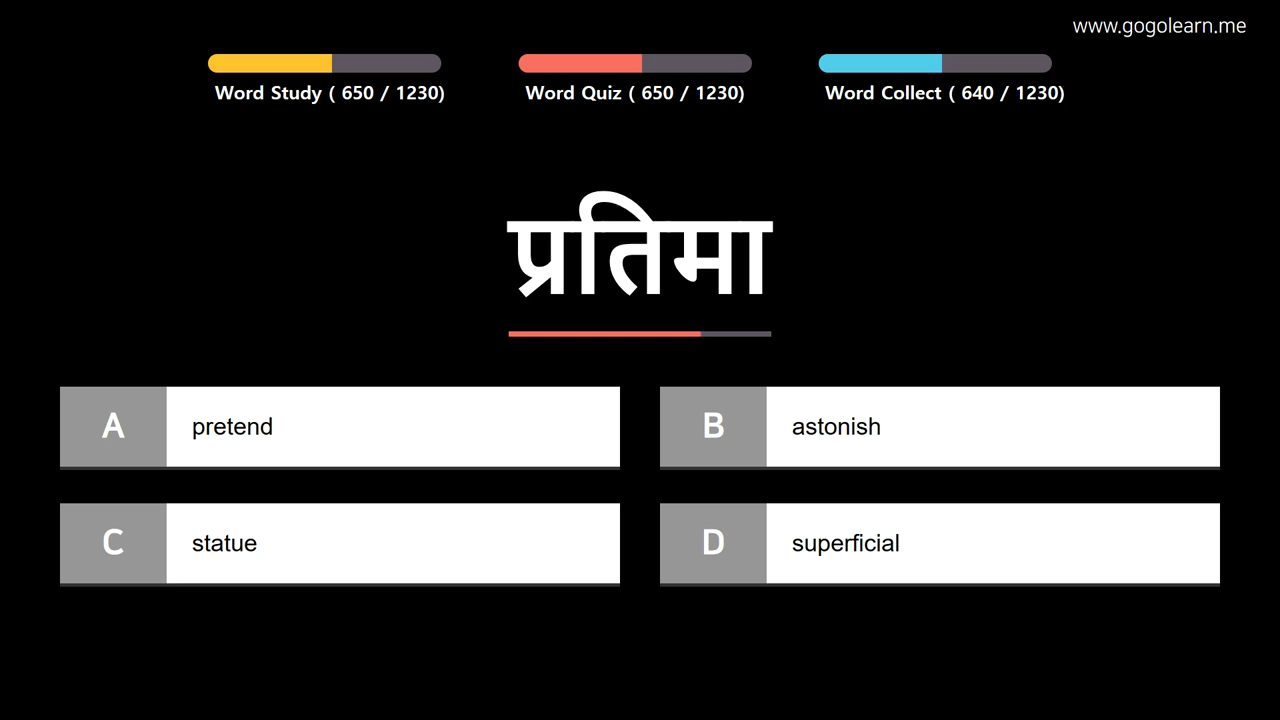 www.gogolearn.me
Word Study ( 650 / 1230)
Word Quiz ( 650 / 1230)
Word Collect ( 640 / 1230)
प्रतिमा
A pretend
B astonish
C statue
D superficial